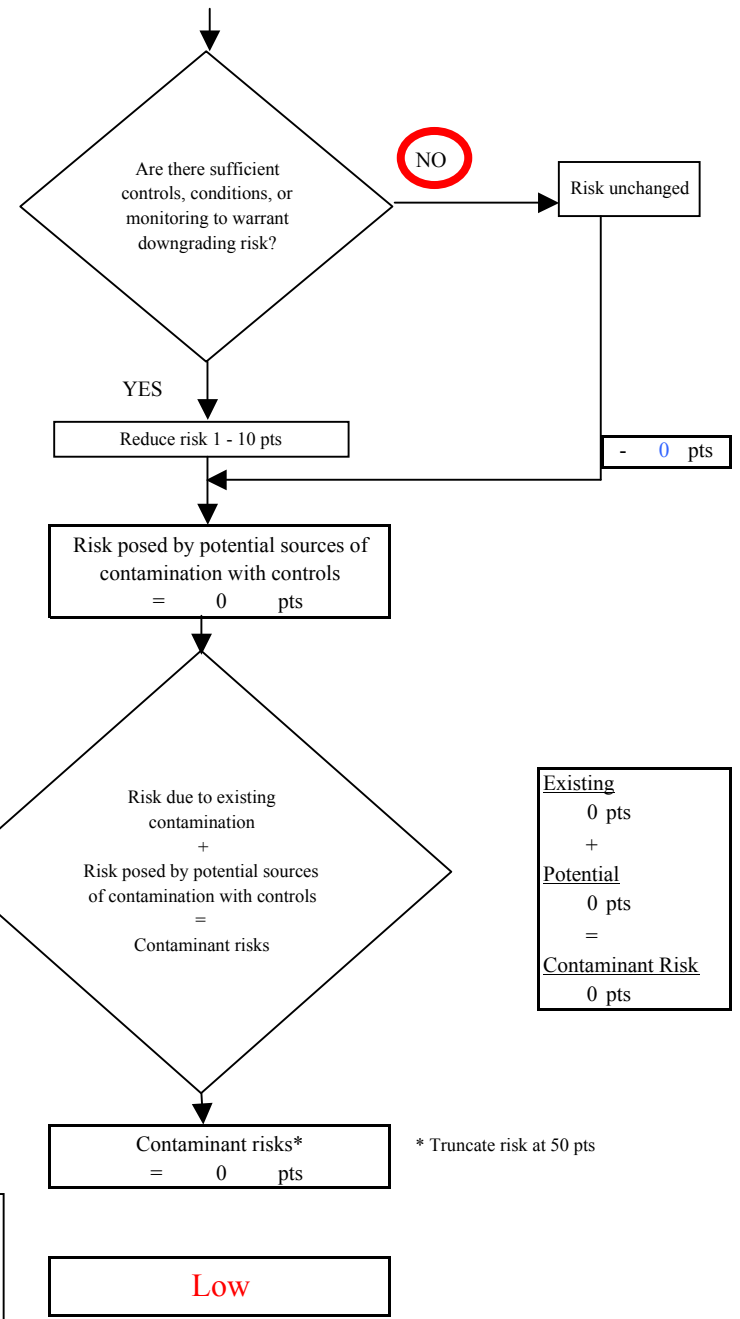 Are there sufficient
controls, conditions, or
monitoring to warrant
downgrading risk?
NO
Risk unchanged
YES
Reduce risk 1 - 10 pts
- 0 pts
Risk posed by potential sources of
contamination with controls
= 0 pts
Risk due to existing
contamination
+
Risk posed by potential sources
of contamination with controls
=
Contaminant risks
Existing
0 pts
+
Potential
0 pts
=
Contaminant Risk
0 pts
Contaminant risks*
= 0 pts
* Truncate risk at 50 pts
Low